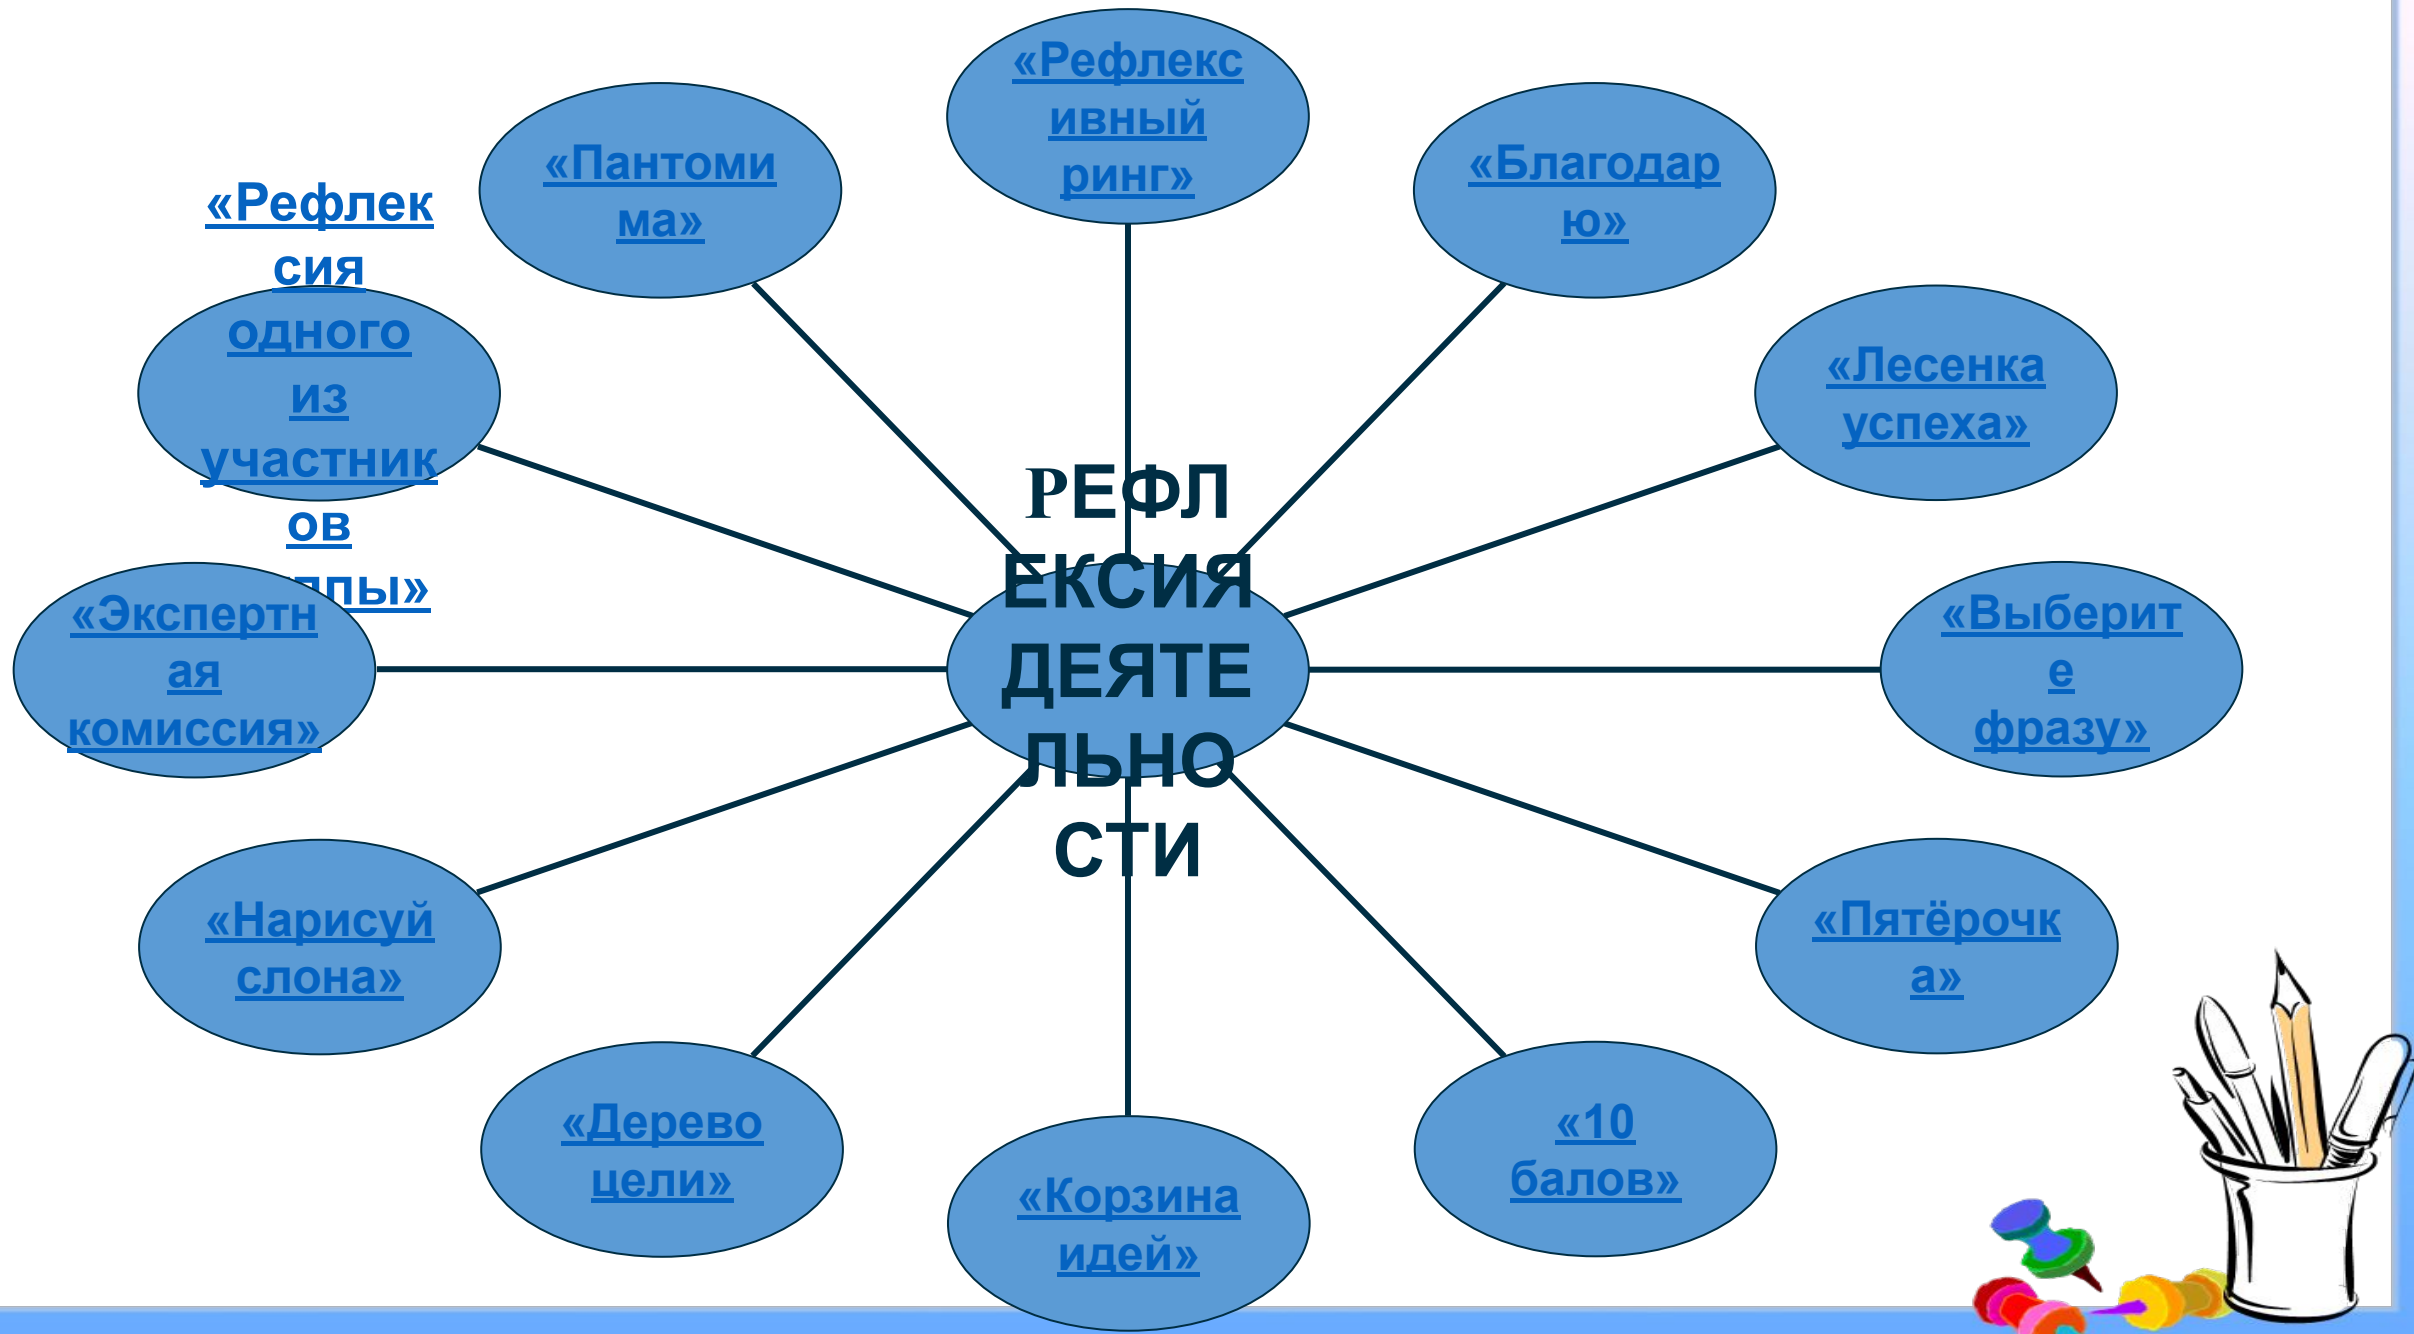 «Рефлекс
ивный
ринг»
«Благодар
ю»
«Лесенка
успеха»
«Выберит
е
фразу»
«Пятёрочк
а»
«10
балов»
«Корзина
идей»
«Дерево
цели»
«Нарисуй
слона»
«Экспертн
ая
комиссия»
«Рефлек
сия
одного
из
участник
ов
«Пантоми
ма»
РЕФЛ
ЕКСИЯ
ДЕЯТЕ
ЛЬНО
СТИ